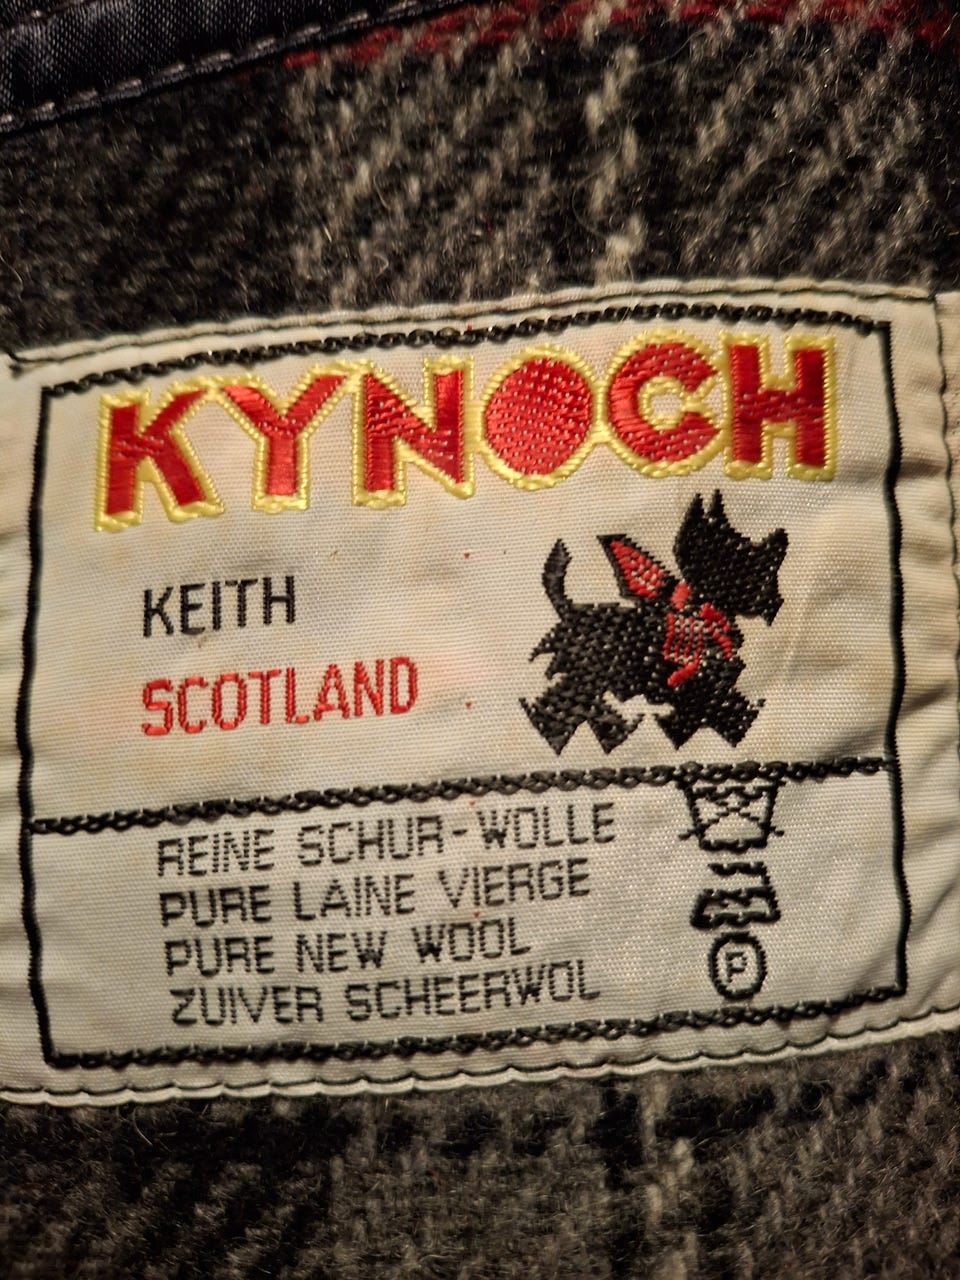 KYNOCH
KEITH
SCOTLAND
REINE SCHUR-WOLLE
PURE LAINE VIERGE
PURE NEW WOOL
ZUIVER SCHEERWOL
P